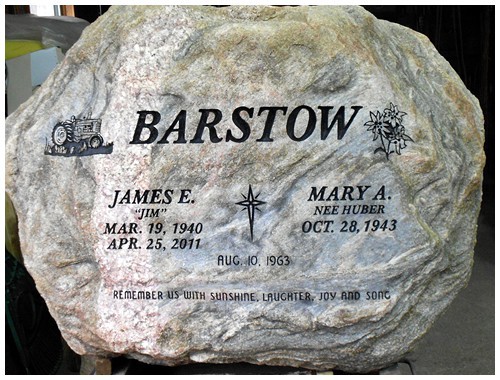 BARSTOW
JAMES E.
"JIM"
MAR. 19, 1940
APR. 25, 2011
MARY A.
NEE HUBER
OCT. 28, 1943
AUG. 10, 1963
REMEMBER US WITH SUNSHINE, LAUGHTER, JOY AND SONG